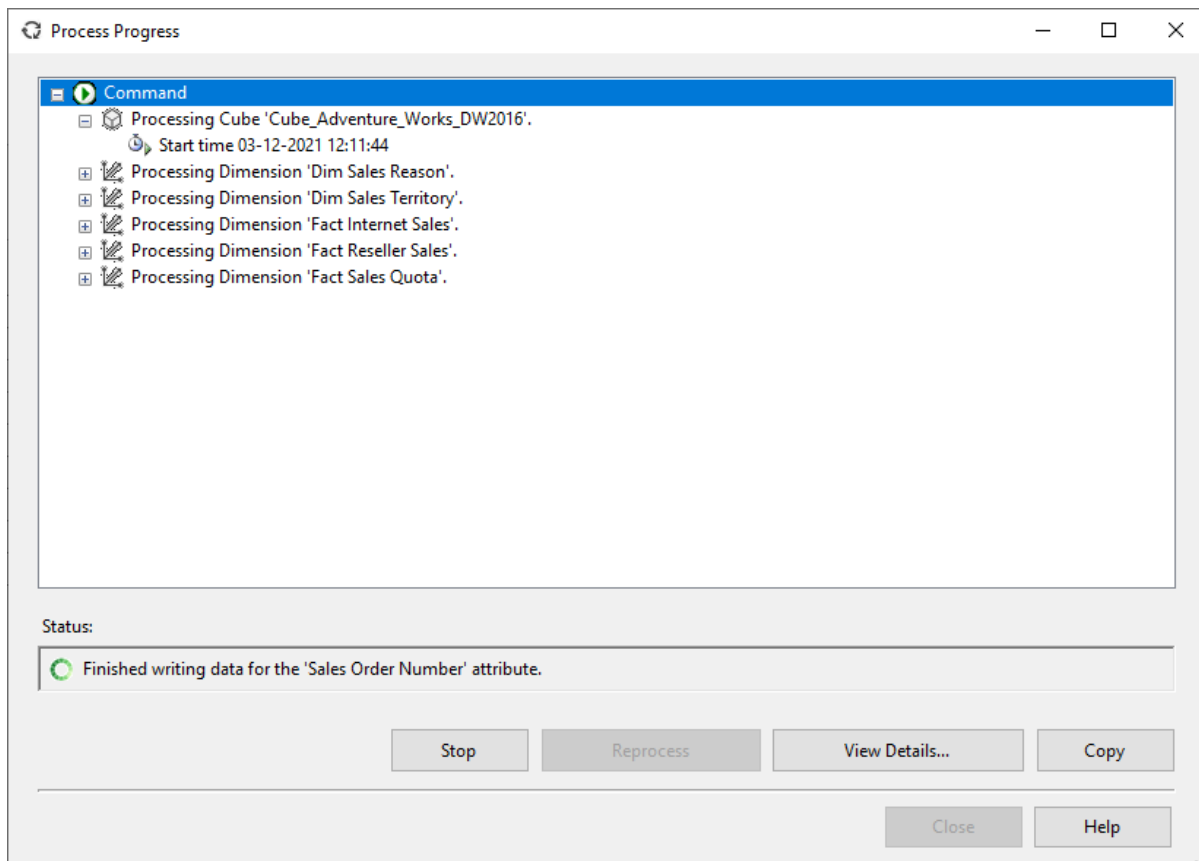 Process Progress
Command
Processing Cube 'Cube_Adventure_Works_DW2016'.
Start time 03-12-2021 12:11:44
Processing Dimension 'Dim Sales Reason'.
Processing Dimension 'Dim Sales Territory'.
Processing Dimension 'Fact Internet Sales'.
Processing Dimension 'Fact Reseller Sales'.
Processing Dimension 'Fact Sales Quota'.
Status:
Finished writing data for the 'Sales Order Number' attribute.
Stop Reprocess View Details... Copy
Close Help